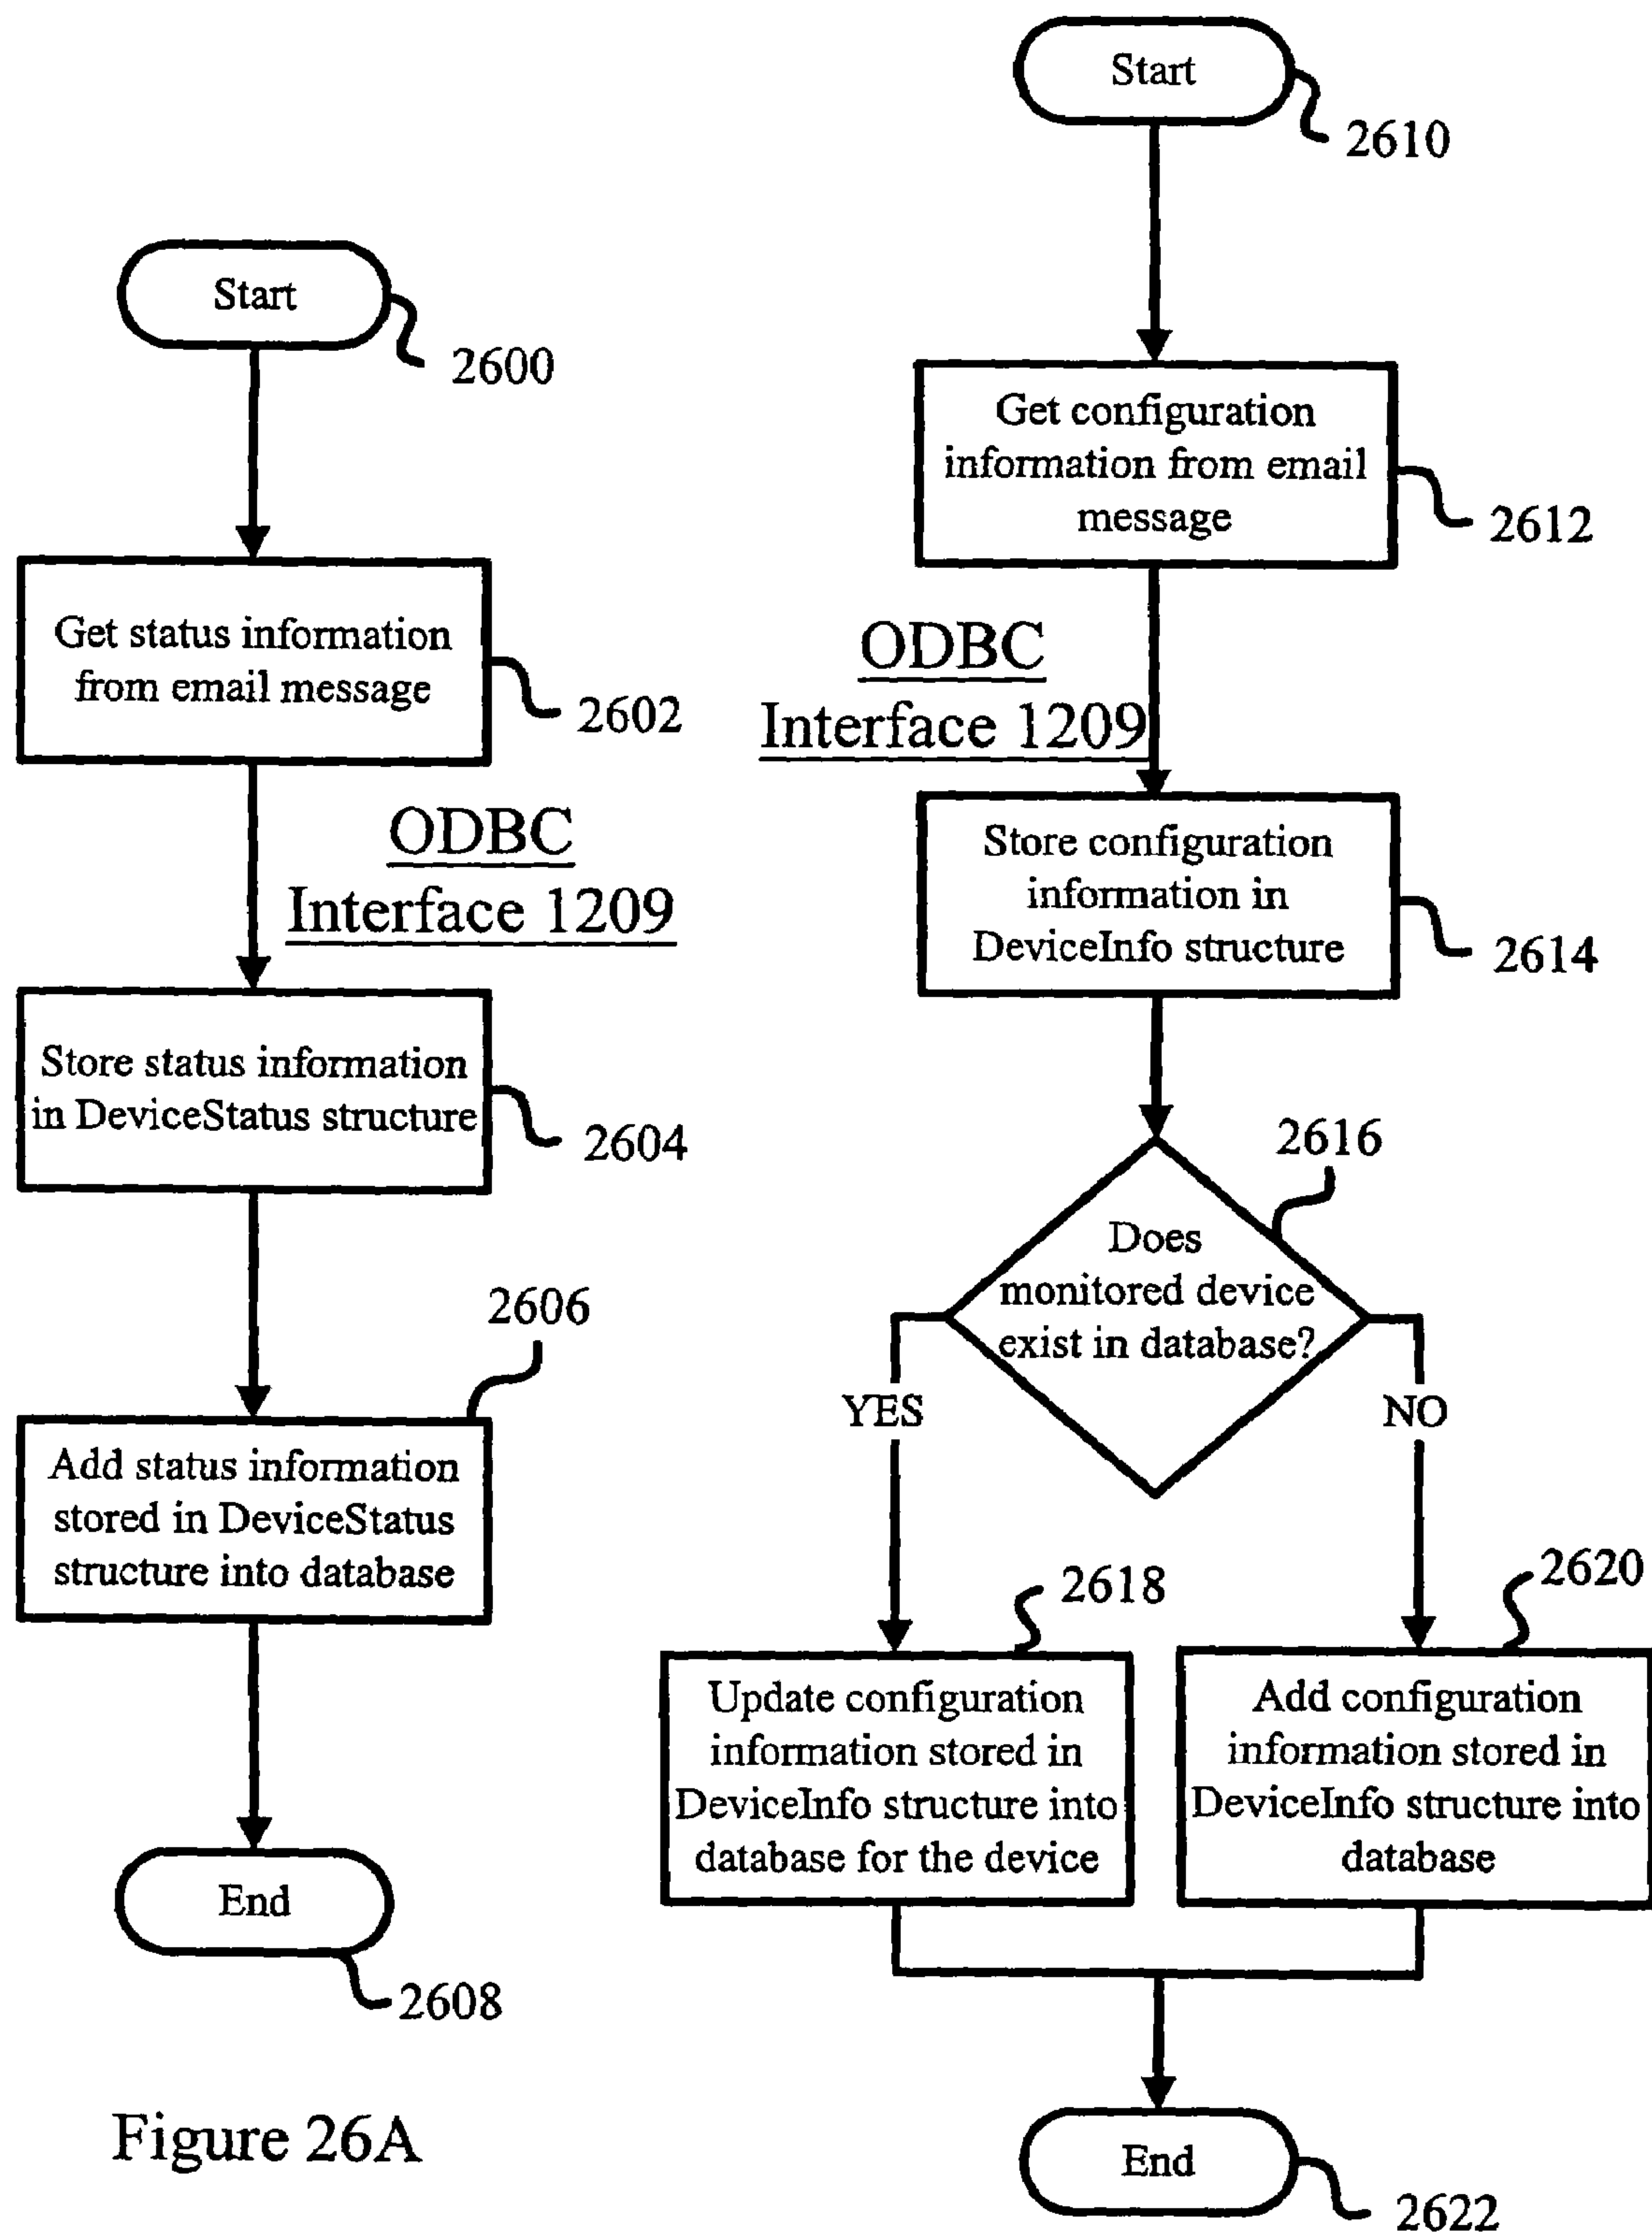 Start
2600
Get status information
from email message
2602
ODBC
Interface 1209
Store status information
in DeviceStatus structure
2604
2606
Add status information
stored in DeviceStatus
structure into database
End
2608
Figure 26A
Start
2610
Get configuration
information from email
message
2612
ODBC
Interface 1209
Store configuration
information in
DeviceInfo structure
2614
2616
Does
monitored device
exist in database?
YES
NO
2618
Update configuration
information stored in
DeviceInfo structure into
database for the device
2620
Add configuration
information stored in
DeviceInfo structure into
database
End
2622